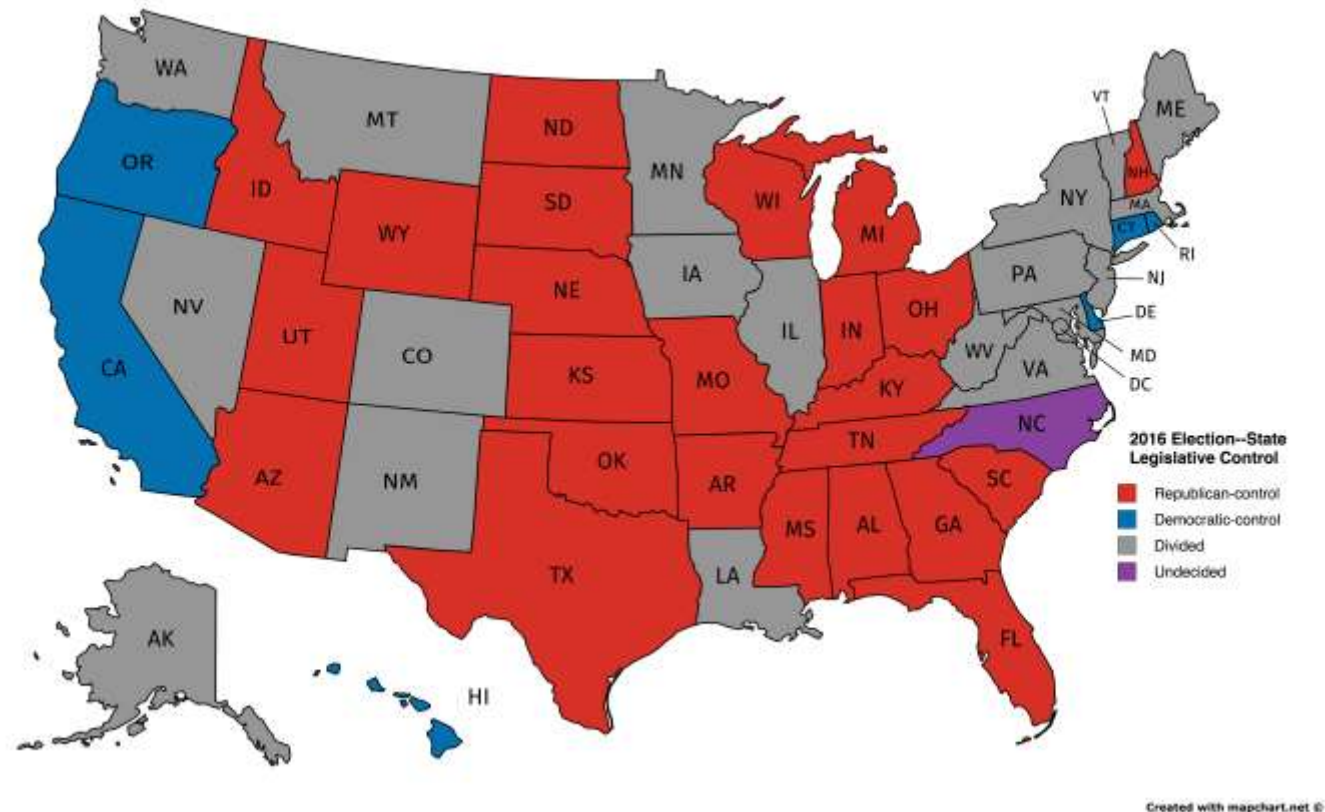 WA
MT
ND
MN
VT
ME
OR
ID
SD
WI
MI
NY
NH
MA
CT
RI
WY
NE
IA
PA
NJ
NV
UT
CO
IL
IN
OH
DE
CA
KS
MO
KY
WV
VA
MD
DC
AZ
NM
OK
AR
TN
NC
SC
TX
LA
MS
AL
GA
FL
AK
HI
2016 Election--State
Legislative Control
Republican-control
Democratic-control
Divided
Undecided
Created with mapchart.net ©